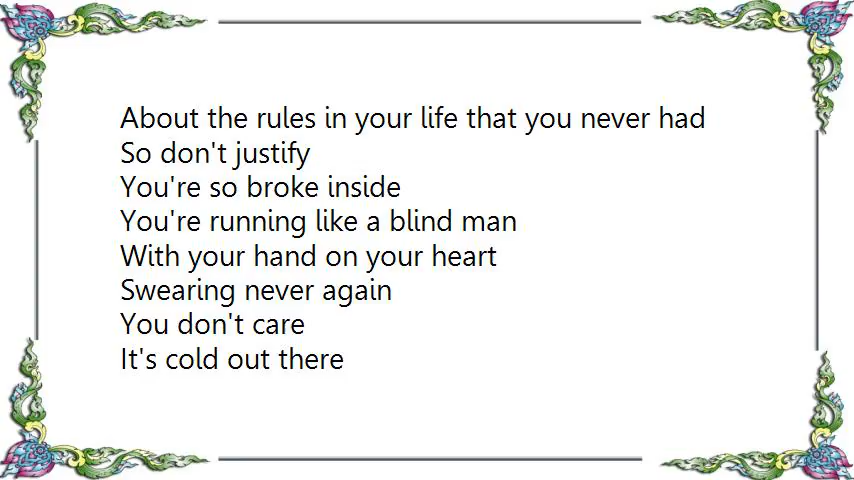 About the rules in your life that you never had
So don't justify
You're so broke inside
You're running like a blind man
With your hand on your heart
Swearing never again
You don't care
It's cold out there